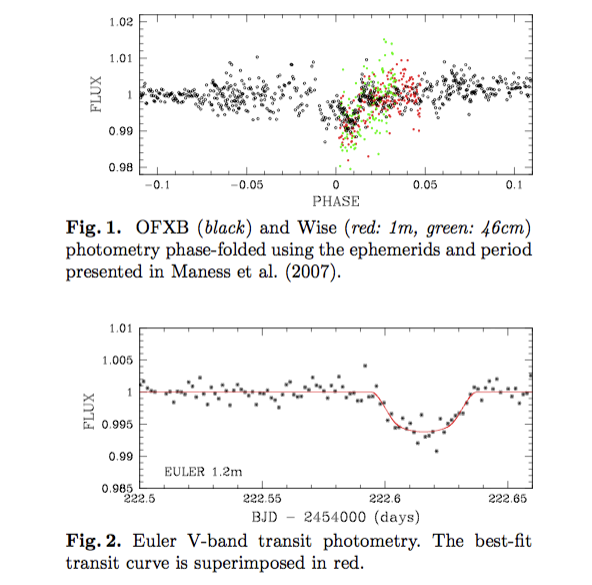 1.02
1.01
1
0.99
0.98
FLUX
−0.1 −0.05 0 0.05 0.1
PHASE
Fig. 1. OFXB (black) and Wise (red: 1m, green: 46cm)
photometry phase-folded using the ephemerids and period
presented in Maness et al. (2007).
1.01
1.005
1
0.995
0.99
0.985
FLUX
EULER 1.2m
222.5 222.55 222.6 222.65
BJD − 2454000 (days)
Fig. 2. Euler V-band transit photometry. The best-fit
transit curve is superimposed in red.